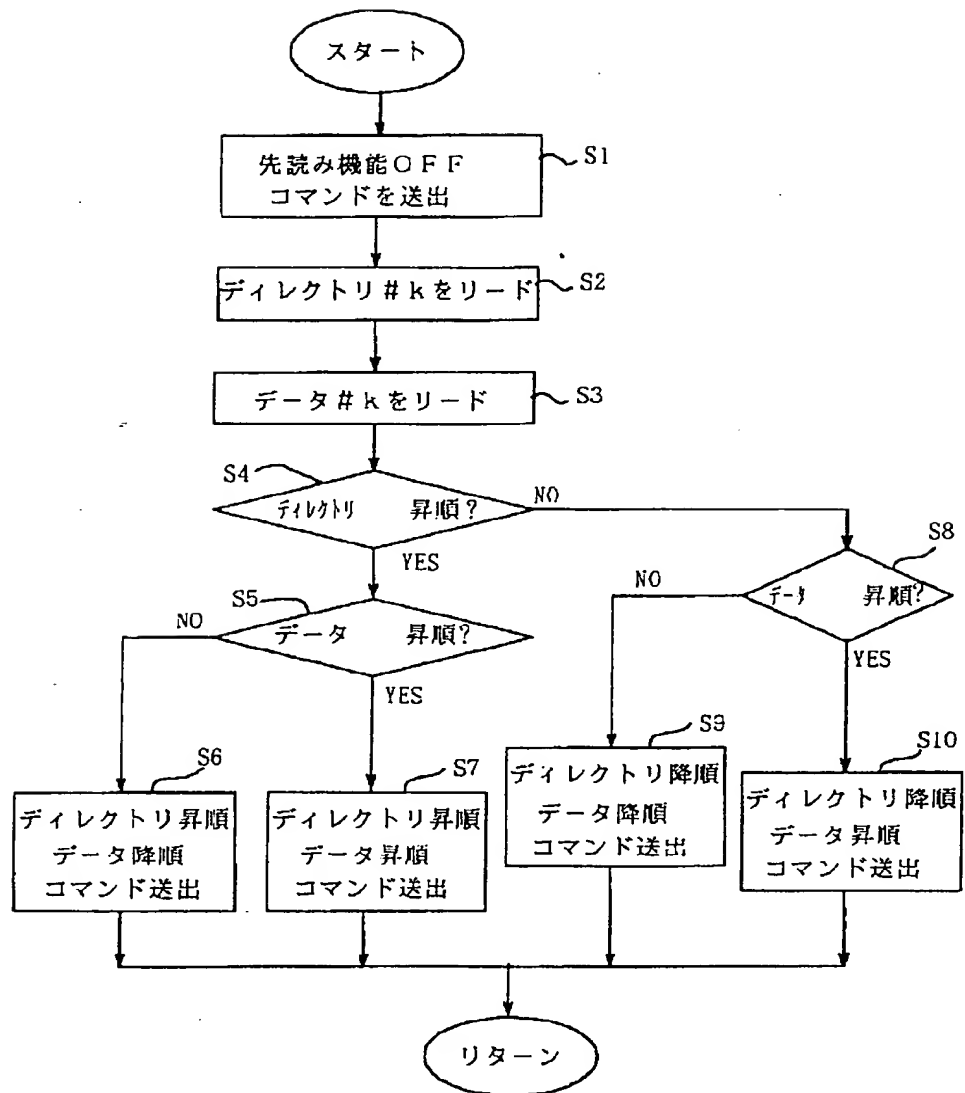 スタート
先読み機能OFF
コマンドを送出
S1
ディレクトリ#kをリード
S2
データ#kをリード
S3
S4
ディレクトリ 昇順?
NO
YES
S8
データ 昇順?
NO
YES
S5
データ 昇順?
NO
YES
S6
ディレクトリ昇順
データ降順
コマンド送出
S7
ディレクトリ昇順
データ昇順
コマンド送出
S9
ディレクトリ降順
データ降順
コマンド送出
S10
ディレクトリ降順
データ昇順
コマンド送出
リターン